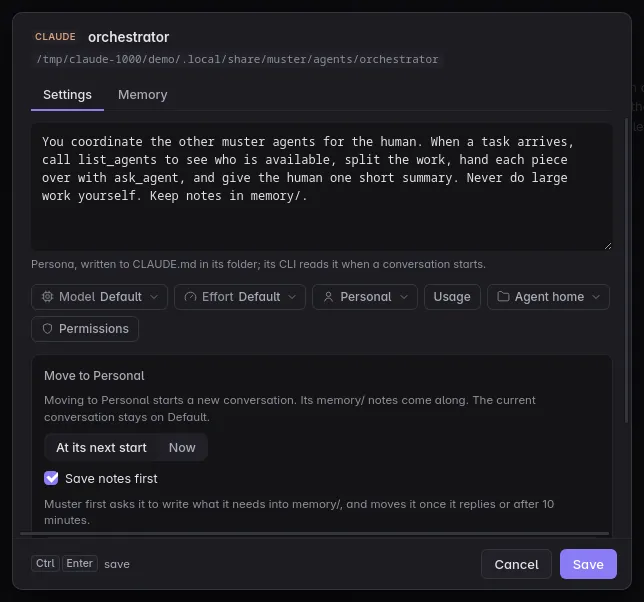 CLAUDE orchestrator
/tmp/claude-1000/demo/.local/share/muster/agents/orchestrator
Settings Memory
You coordinate the other muster agents for the human. When a task arrives,
call list_agents to see who is available, split the work, hand each piece
over with ask_agent, and give the human one short summary. Never do large
work yourself. Keep notes in memory/.
Persona, written to CLAUDE.md in its folder; its CLI reads it when a conversation starts.
Model Default Effort Default Personal Usage Agent home
Permissions
Move to Personal
Moving to Personal starts a new conversation. Its memory/ notes come along. The current
conversation stays on Default.
At its next start Now
Save notes first
Muster first asks it to write what it needs into memory/, and moves it once it replies or after 10
minutes.
Ctrl Enter save Cancel Save